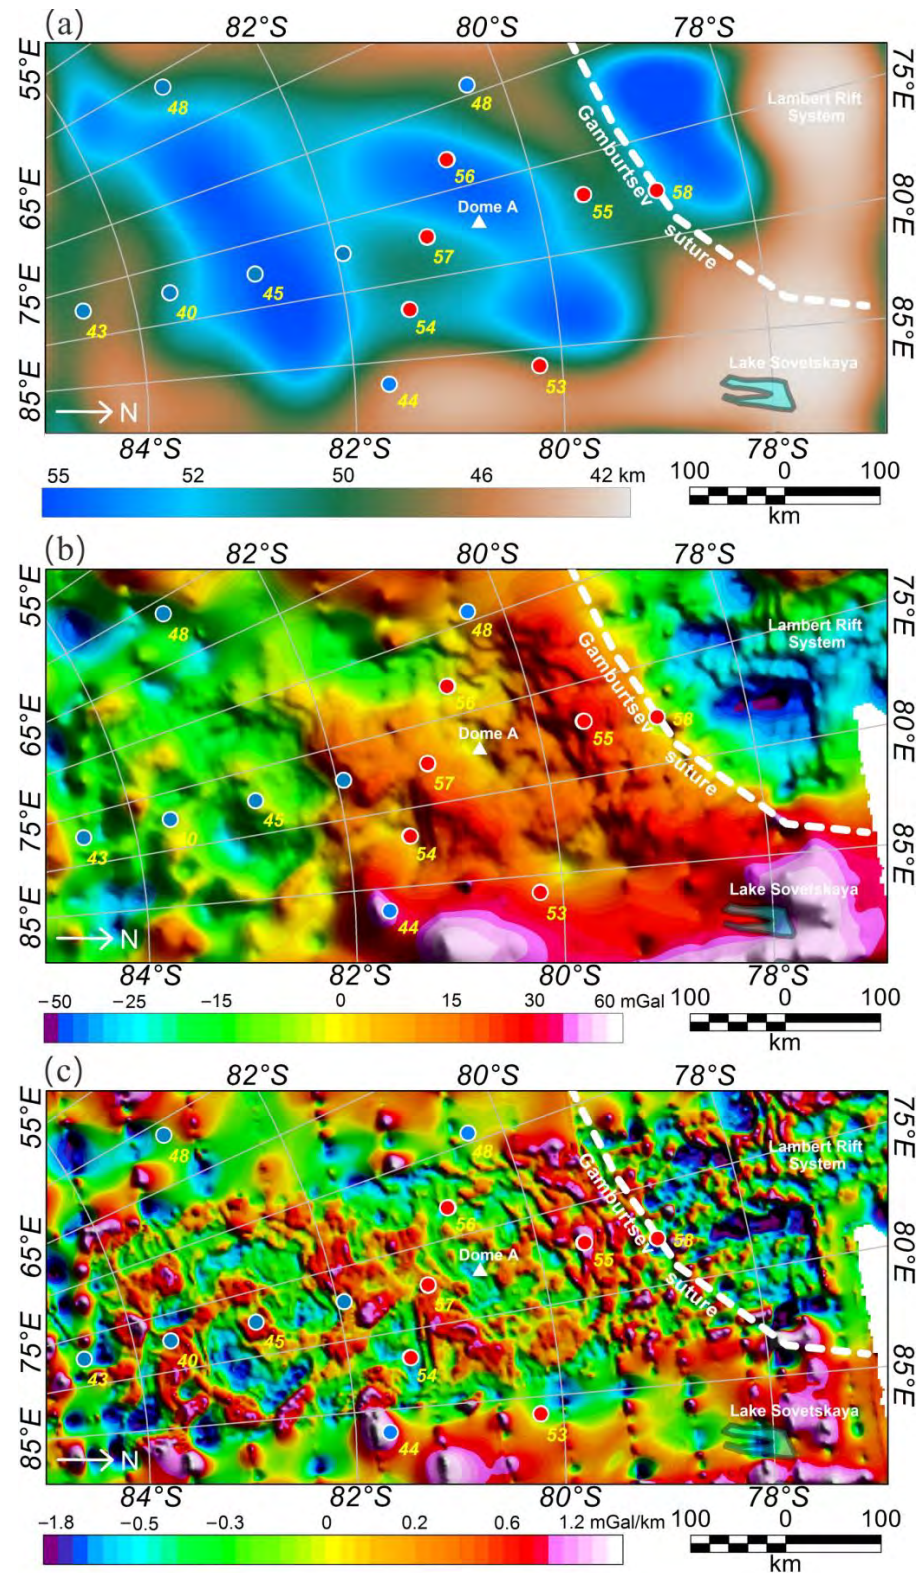 (a)
82°S
80°S
78°S
55°E
75°E
48
48
Lambert Rift
System
56
Gamburtsev
suture
55
58
65°E
80°E
Dome A
57
45
40
43
54
75°E
85°E
53
Lake Sovetskaya
44
85°E
N
84°S
82°S
80°S
78°S
55
52
50
46
42 km
100
0
100
km
(b)
82°S
80°S
78°S
55°E
75°E
48
48
Lambert Rift
System
56
Gamburtsev
suture
55
58
65°E
80°E
Dome A
57
45
40
43
54
75°E
85°E
53
Lake Sovetskaya
44
85°E
N
84°S
82°S
80°S
78°S
−50
−25
−15
0
15
30
60 mGal
100
0
100
km
(c)
82°S
80°S
78°S
55°E
75°E
48
48
Lambert Rift
System
56
Gamburtsev
suture
55
58
65°E
80°E
Dome A
57
45
40
43
54
75°E
85°E
53
Lake Sovetskaya
44
85°E
N
84°S
82°S
80°S
78°S
−1.8
−0.5
−0.3
0
0.2
0.6
1.2 mGal/km
100
0
100
km